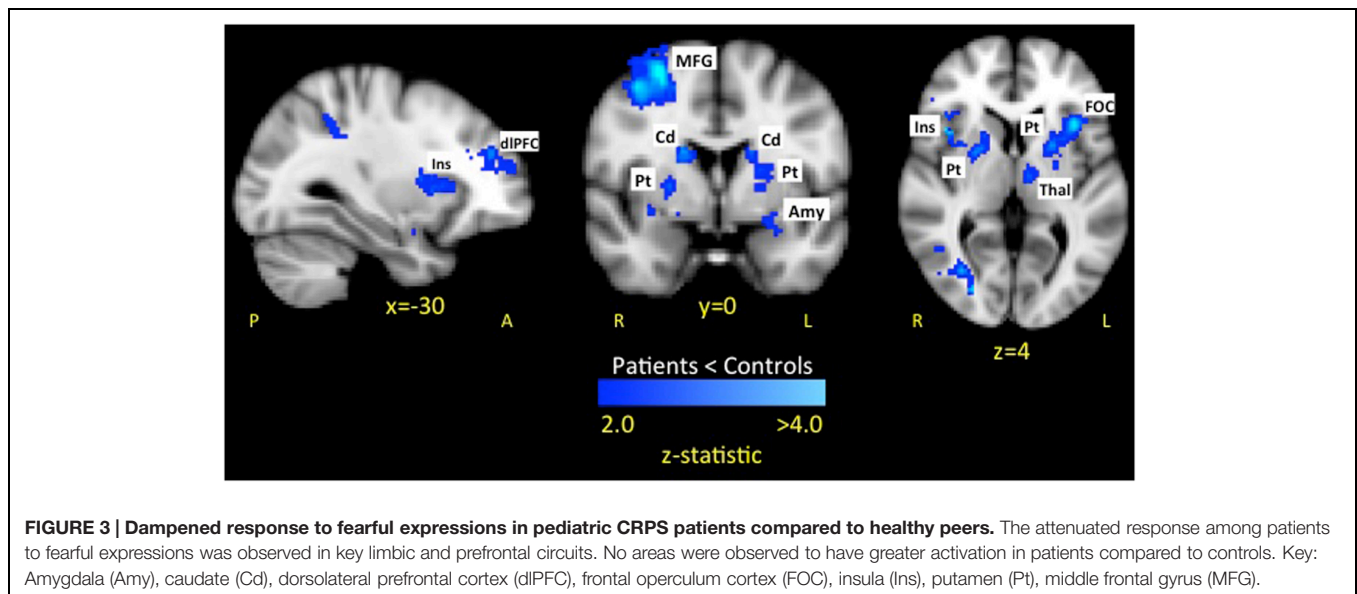 MFG
FOC
Ins
Pt
dlPFC
Cd
Cd
Ins
Pt
Pt
Pt
Thal
Amy
x=-30
y=0
P
A
R
L
R
L
z=4
Patients < Controls
2.0
>4.0
z-statistic
FIGURE 3 | Dampened response to fearful expressions in pediatric CRPS patients compared to healthy peers. The attenuated response among patients
to fearful expressions was observed in key limbic and prefrontal circuits. No areas were observed to have greater activation in patients compared to controls. Key:
Amygdala (Amy), caudate (Cd), dorsolateral prefrontal cortex (dlPFC), frontal operculum cortex (FOC), insula (Ins), putamen (Pt), middle frontal gyrus (MFG).